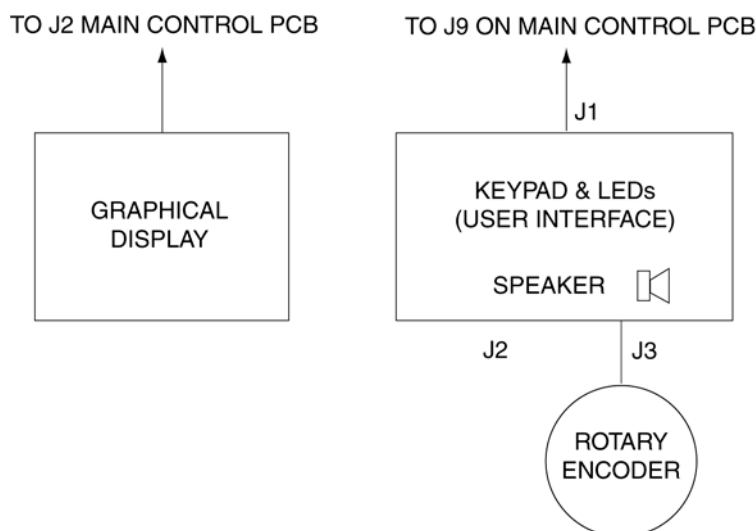 TO J2 MAIN CONTROL PCB
TO J9 ON MAIN CONTROL PCB
J1
GRAPHICAL
DISPLAY
KEYPAD & LEDs
(USER INTERFACE)
SPEAKER
J2
J3
ROTARY
ENCODER